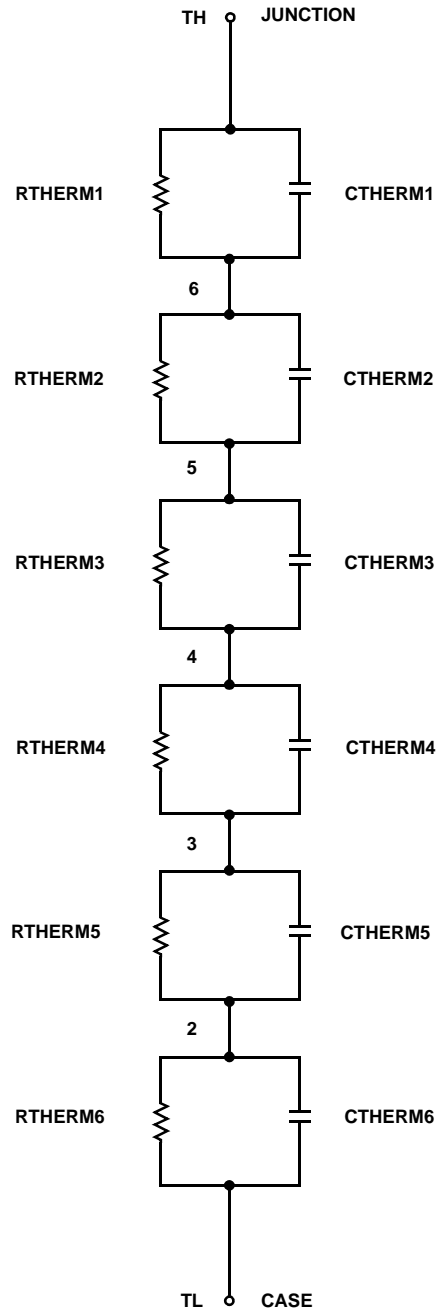 TH JUNCTION
RTHERM1 CTHERM1
6
RTHERM2 CTHERM2
5
RTHERM3 CTHERM3
4
RTHERM4 CTHERM4
3
RTHERM5 CTHERM5
2
RTHERM6 CTHERM6
TL CASE